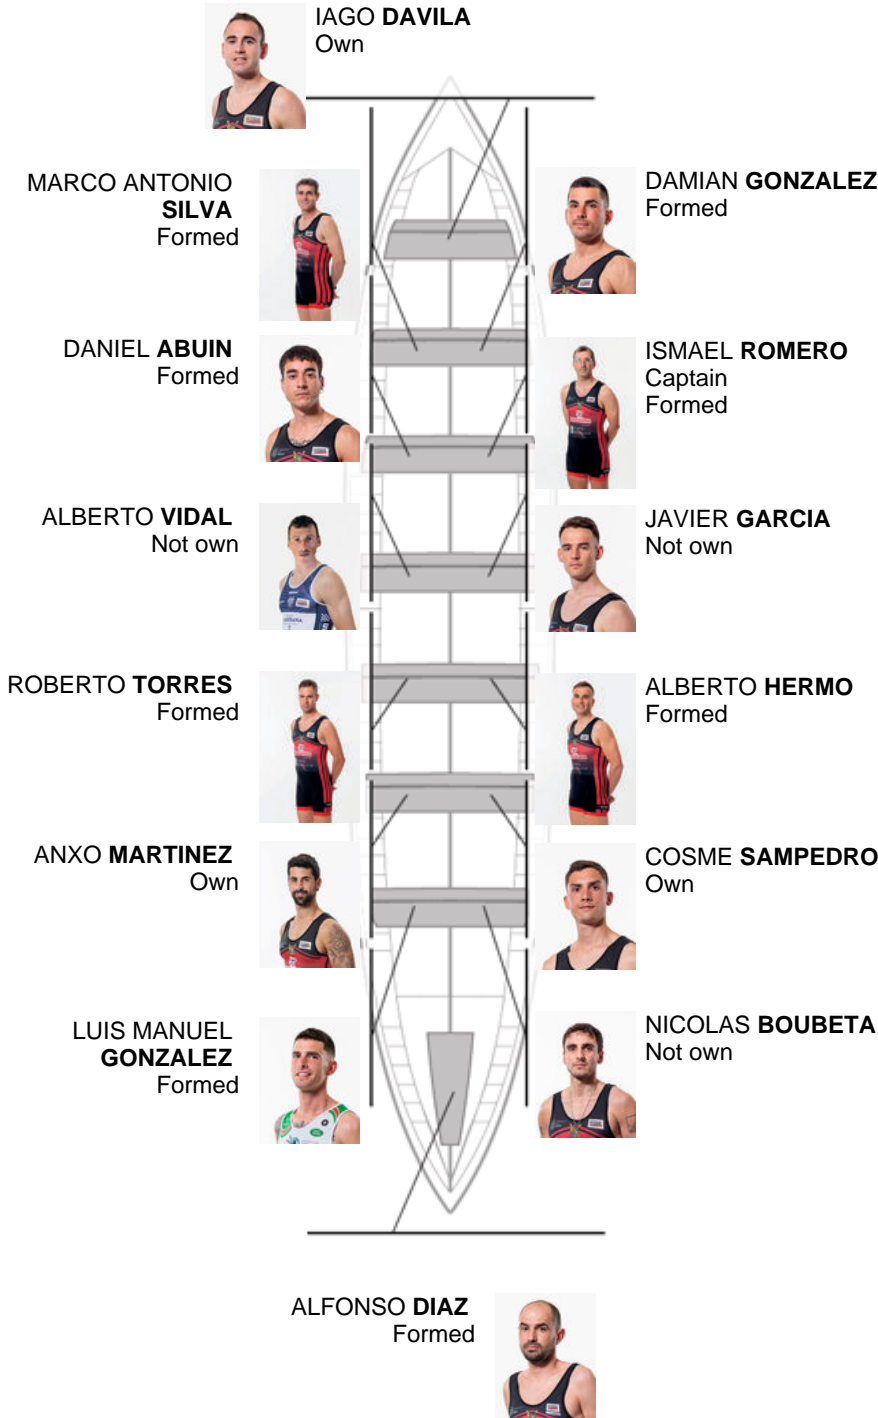 IAGO DAVILA
Own
MARCO ANTONIO
SILVA
Formed
DAMIAN GONZALEZ
Formed
DANIEL ABUIN
Formed
ISMAEL ROMERO
Captain
Formed
ALBERTO VIDAL
Not own
JAVIER GARCIA
Not own
ROBERTO TORRES
Formed
ALBERTO HERMO
Formed
ANXO MARTINEZ
Own
COSME SAMPEDRO
Own
LUIS MANUEL
GONZALEZ
Formed
NICOLAS BOUBETA
Not own
ALFONSO DIAZ
Formed